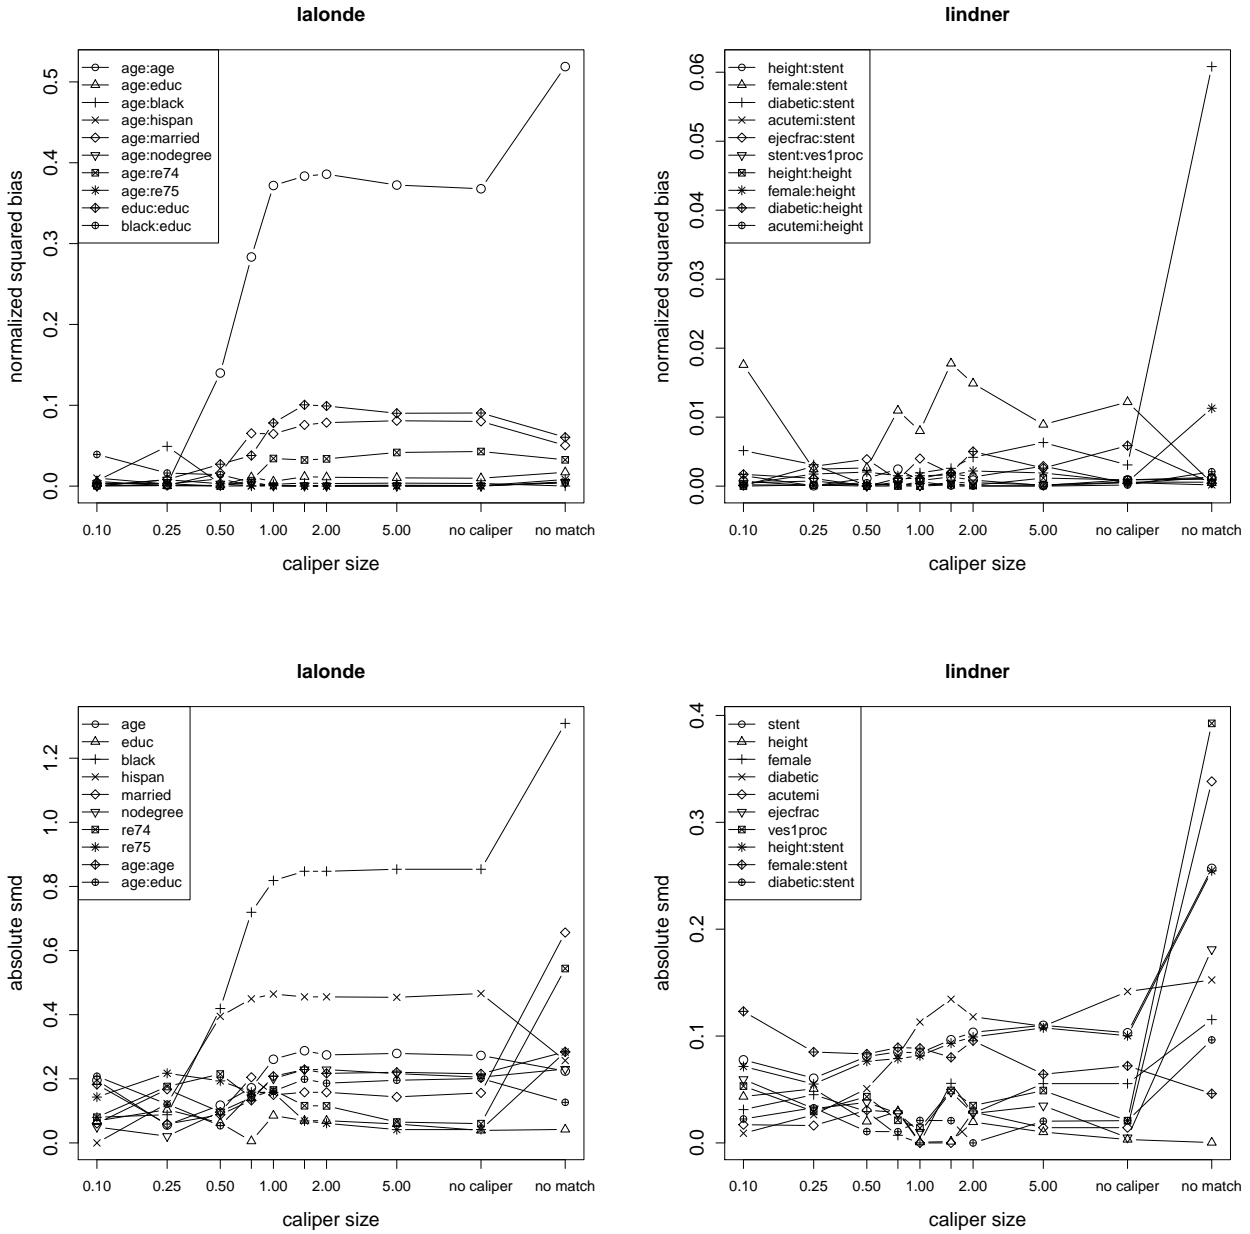 lalonde
normalized squared bias
0.0 0.1 0.2 0.3 0.4 0.5
age:age
age:educ
age:black
age:hispan
age:married
age:nodegree
age:re74
age:re75
educ:educ
black:educ
0.10 0.25 0.50 1.00 2.00 5.00 no caliper no match
caliper size
lindner
normalized squared bias
0.00 0.01 0.02 0.03 0.04 0.05 0.06
height:stent
female:stent
diabetic:stent
acutemi:stent
ejecfrac:stent
stent:ves1proc
height:height
female:height
diabetic:height
acutemi:height
0.10 0.25 0.50 1.00 2.00 5.00 no caliper no match
caliper size
lalonde
absolute smd
0.0 0.2 0.4 0.6 0.8 1.0 1.2
age
educ
black
hispan
married
nodegree
re74
re75
age:age
age:educ
0.10 0.25 0.50 1.00 2.00 5.00 no caliper no match
caliper size
lindner
absolute smd
0.0 0.1 0.2 0.3 0.4
stent
height
female
diabetic
acutemi
ejecfrac
ves1proc
height:stent
female:stent
diabetic:stent
0.10 0.25 0.50 1.00 2.00 5.00 no caliper no match
caliper size